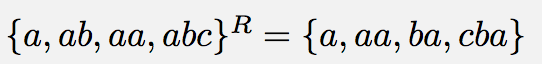 {a, ab, aa, abc}^R = {a, aa, ba, cba}